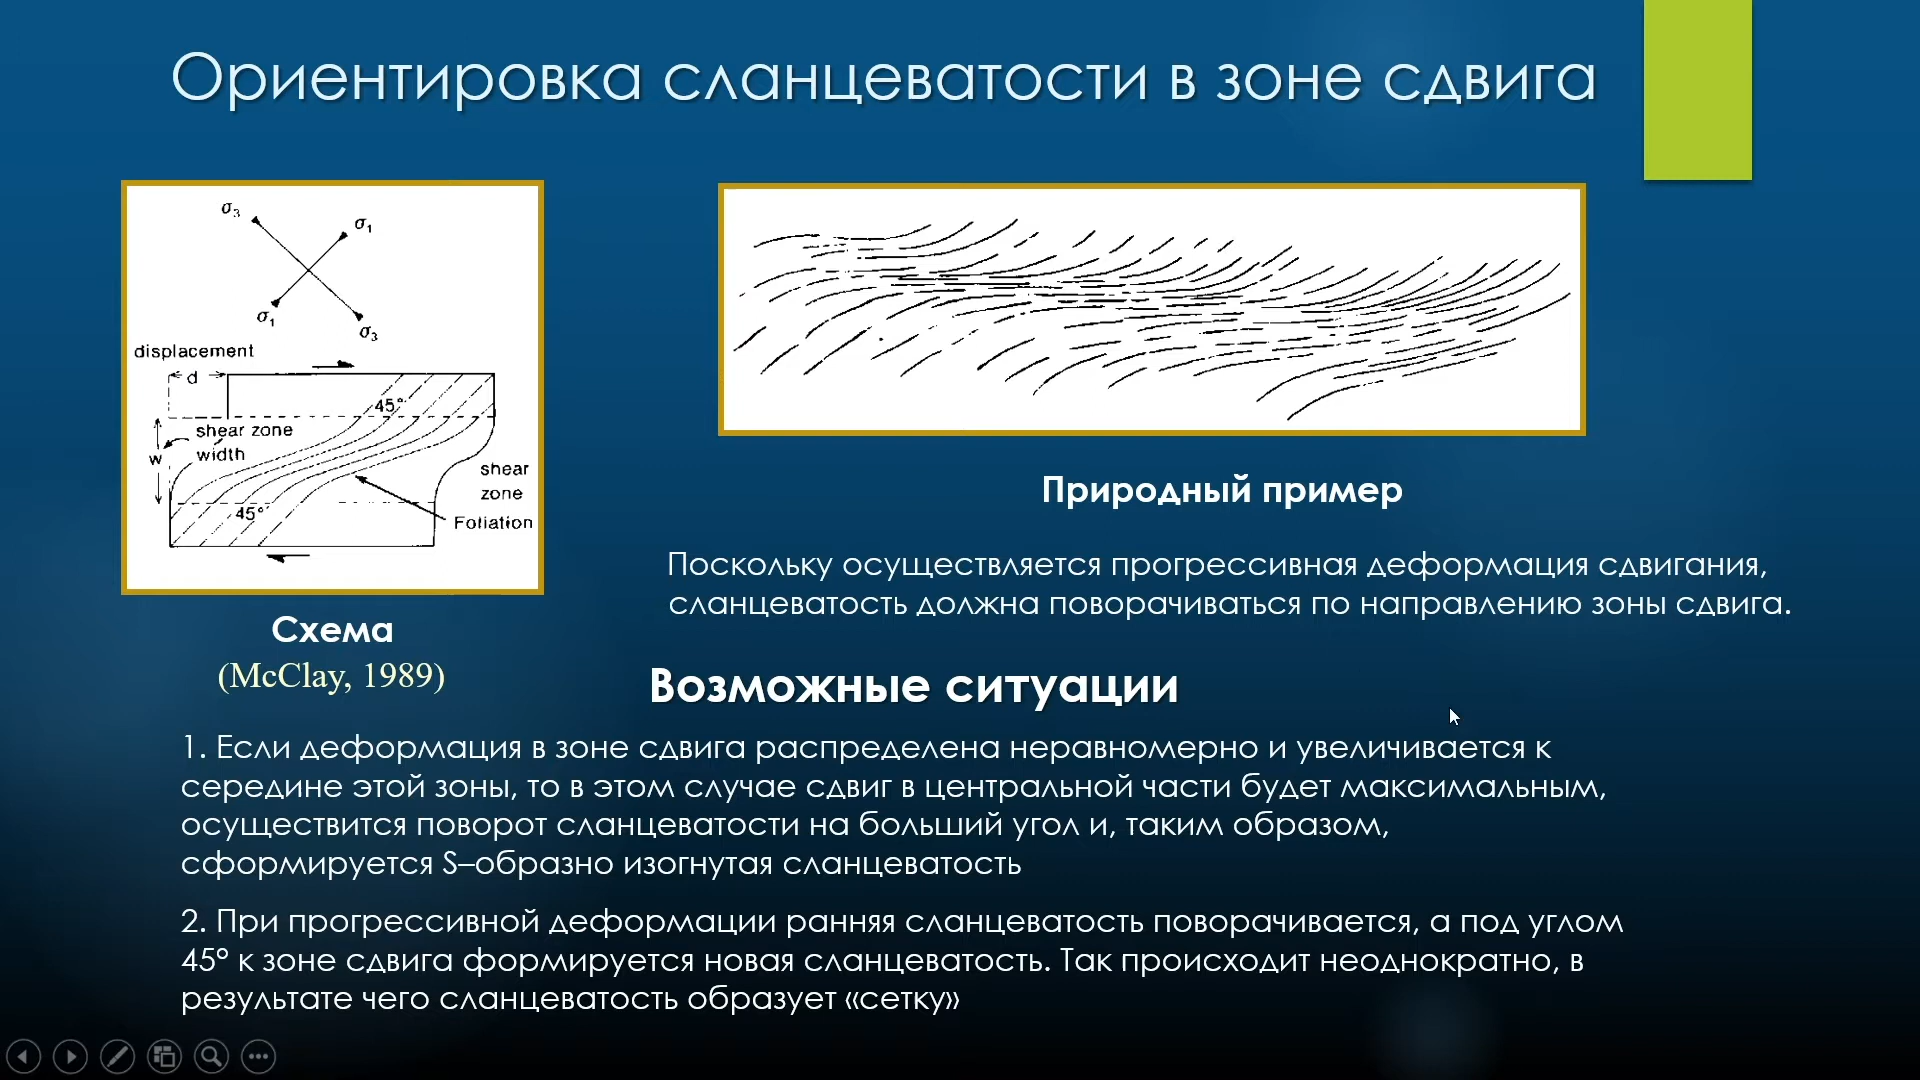 Ориентировка сланцеватости в зоне сдвига
σ3
σ1
σ1
σ3
displacement
d
45°
shear zone
width
w
shear
zone
45°
Foliation
Схема
(McClay, 1989)
Природный пример
Поскольку осуществляется прогрессивная деформация сдвигания,
сланцеватость должна поворачиваться по направлению зоны сдвига.
Возможные ситуации
1. Если деформация в зоне сдвига распределена неравномерно и увеличивается к
середине этой зоны, то в этом случае сдвиг в центральной части будет максимальным,
осуществится поворот сланцеватости на больший угол и, таким образом,
сформируется S–образно изогнутая сланцеватость
2. При прогрессивной деформации ранняя сланцеватость поворачивается, а под углом
45° к зоне сдвига формируется новая сланцеватость. Так происходит неоднократно, в
результате чего сланцеватость образует «сетку»